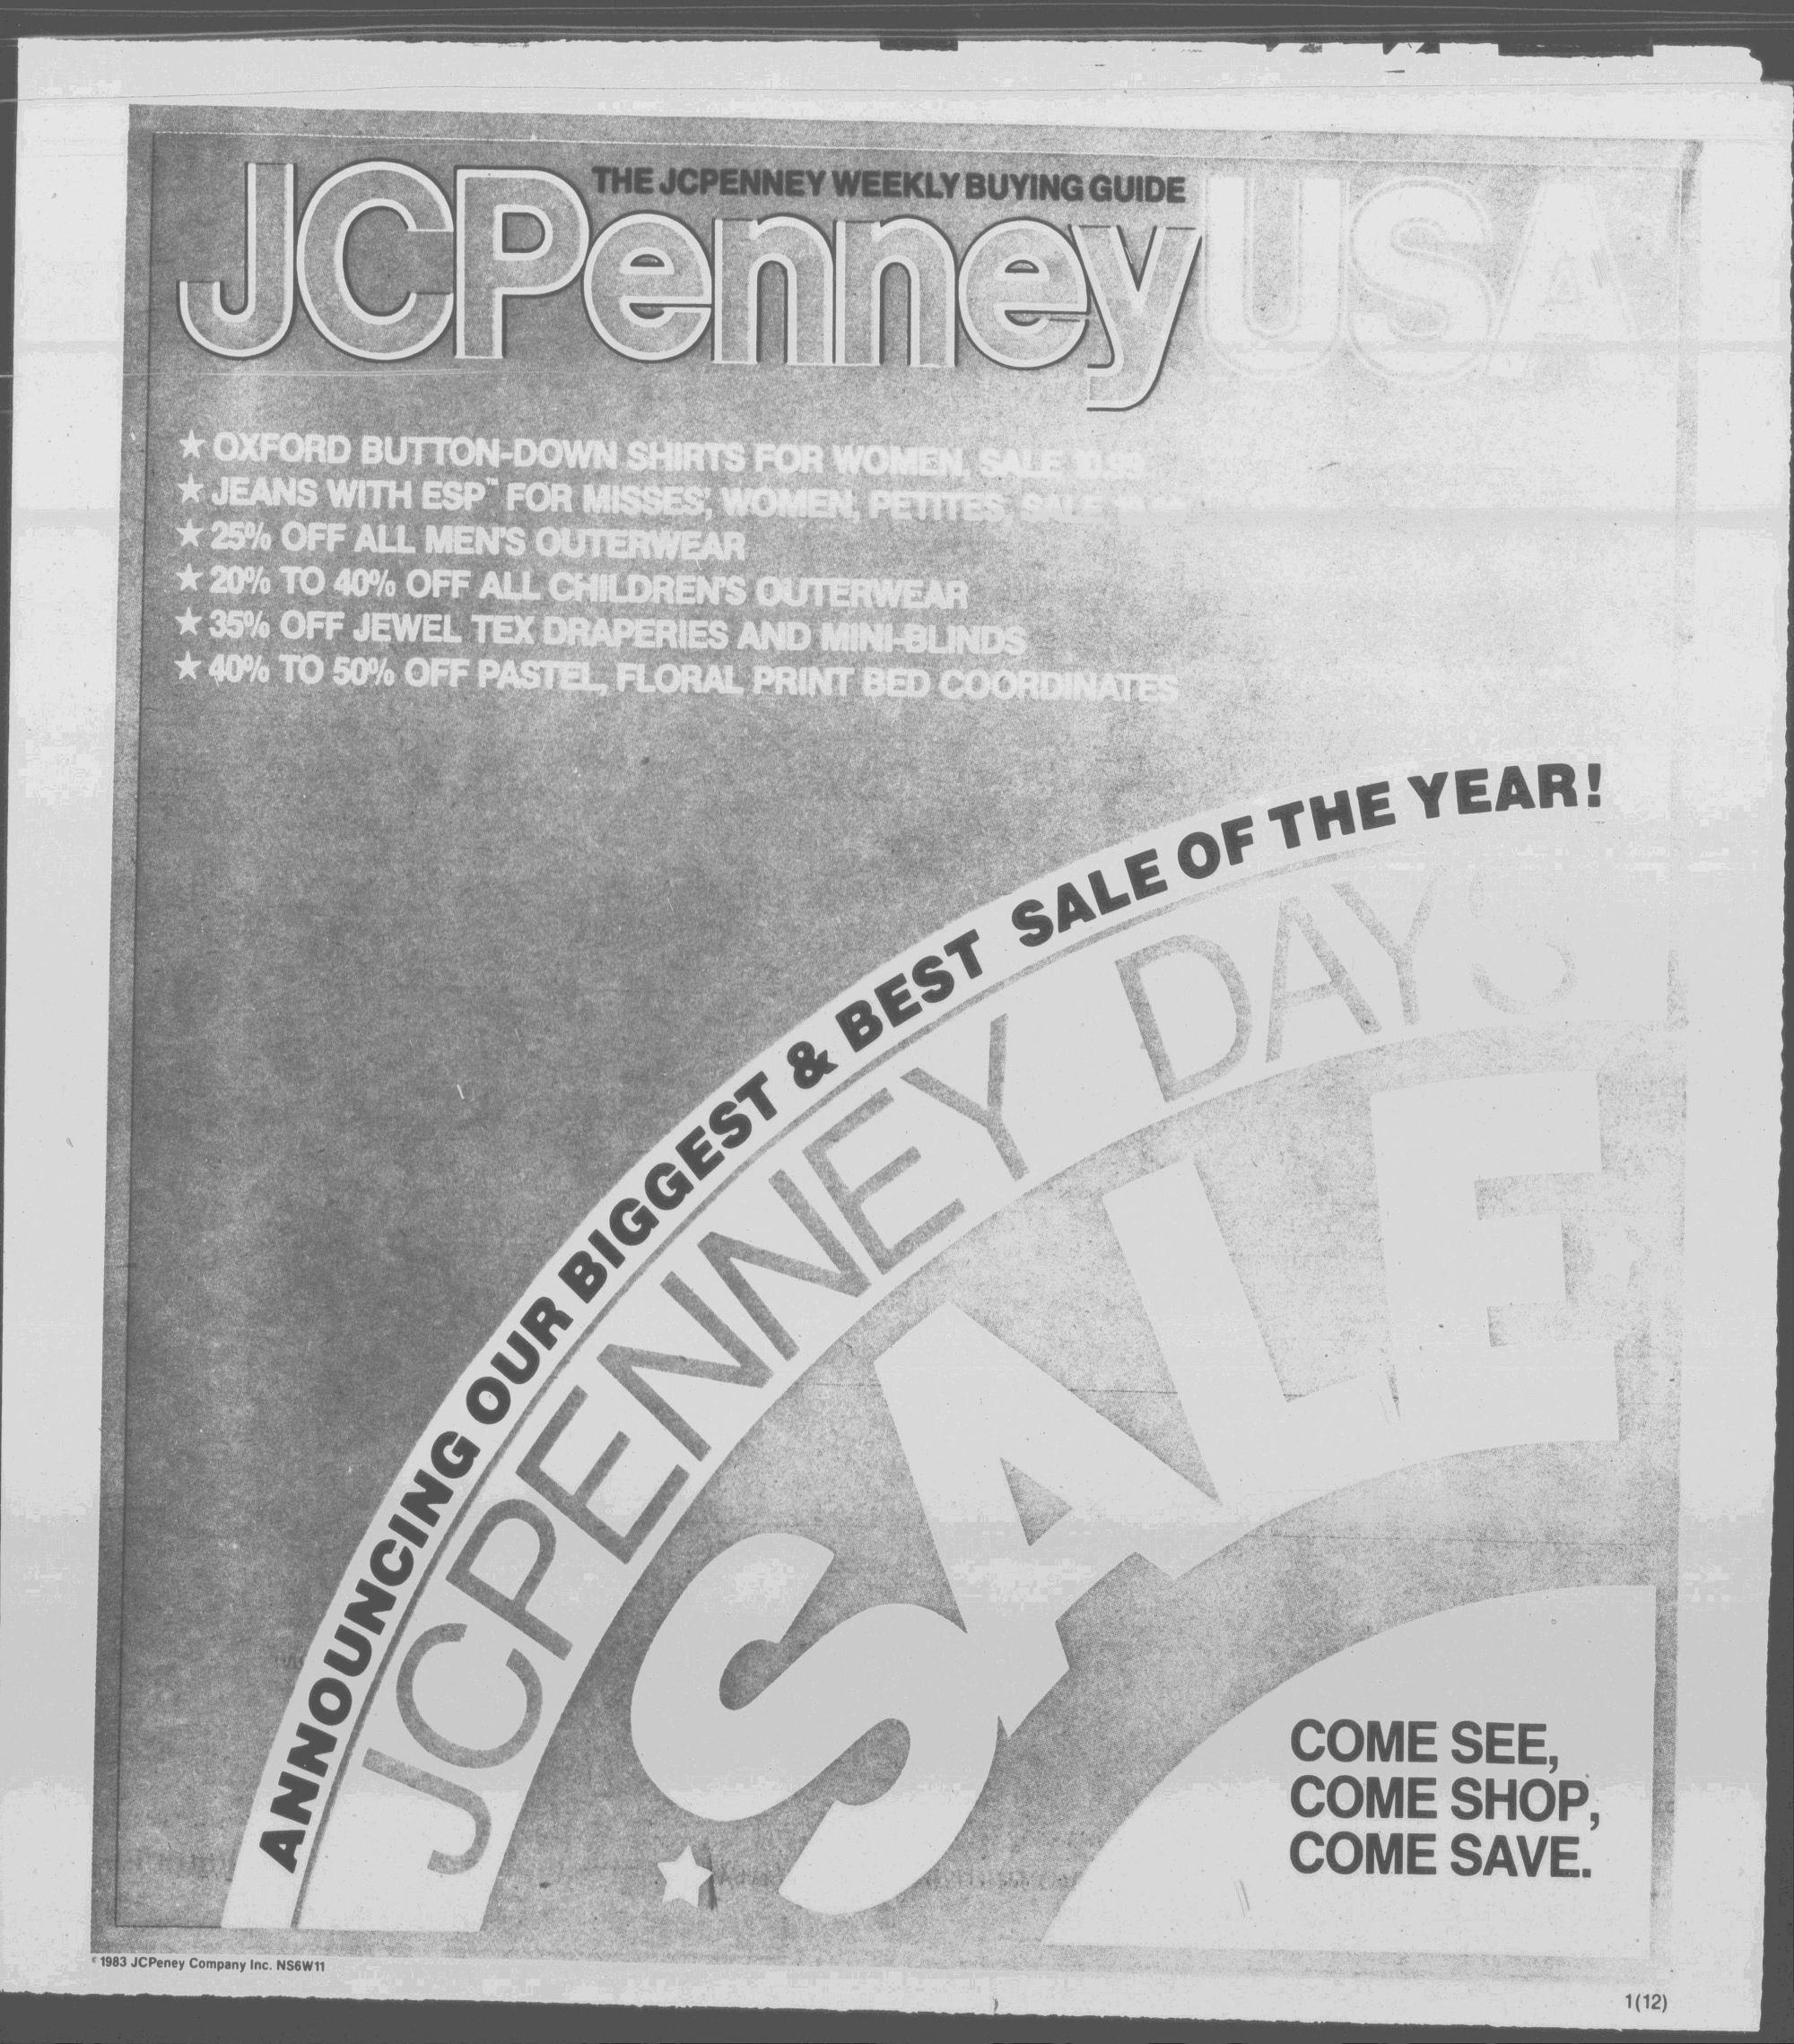 THE JCPENNEY WEEKLY BUYING GUIDE
JCPenney USA
★ OXFORD BUTTON-DOWN SHIRTS FOR WOMEN, SALE 10.99
★ JEANS WITH ESP™ FOR MISSES', WOMEN, PETITES, SALE
★ 25% OFF ALL MEN'S OUTERWEAR
★ 20% TO 40% OFF ALL CHILDREN'S OUTERWEAR
★ 35% OFF JEWEL TEX DRAPERIES AND MINI-BLINDS
★ 40% TO 50% OFF PASTEL, FLORAL PRINT BED COORDINATES
ANNOUNCING OUR BIGGEST & BEST SALE OF THE YEAR!
JCPENNEY DAYS
SALE
COME SEE,
COME SHOP,
COME SAVE.
© 1983 JCPeney Company Inc. NS6W11
1(12)